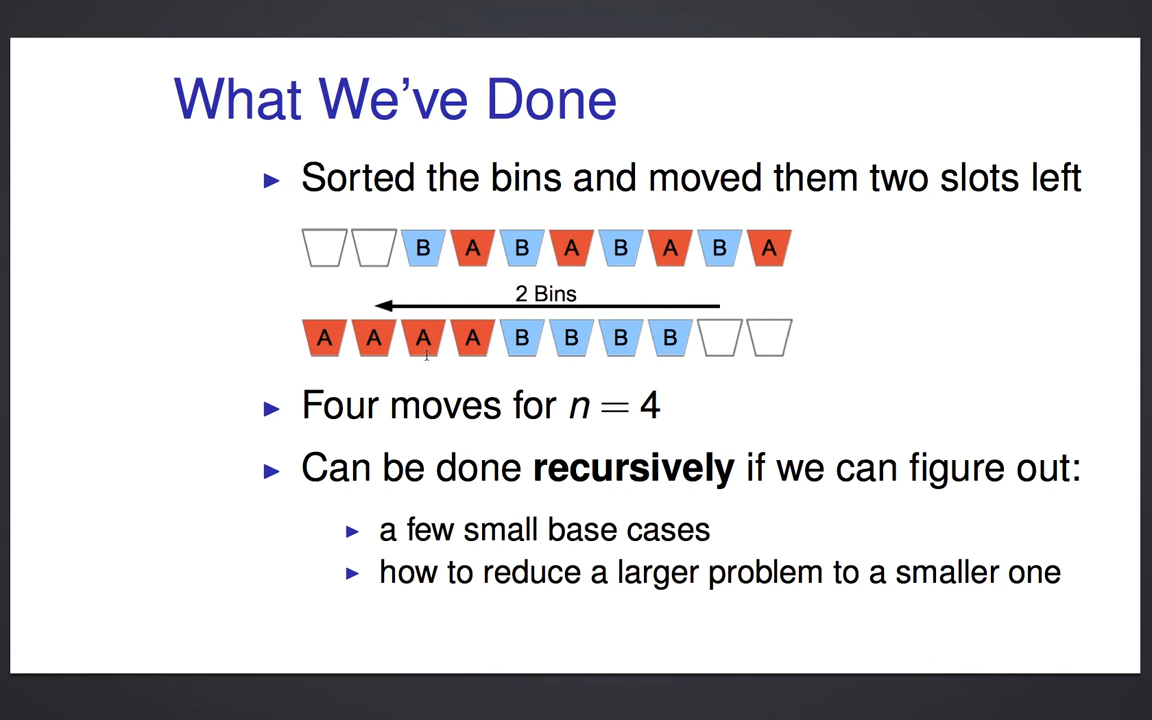 What We've Done
Sorted the bins and moved them two slots left
B A B A B A B A
2 Bins
A A A A B B B B
Four moves for n = 4
Can be done recursively if we can figure out:
a few small base cases
how to reduce a larger problem to a smaller one